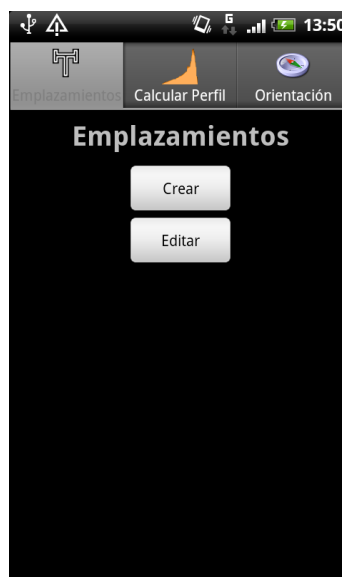 G 13:50
Emplazamientos Calcular Perfil Orientación
Emplazamientos
Crear
Editar